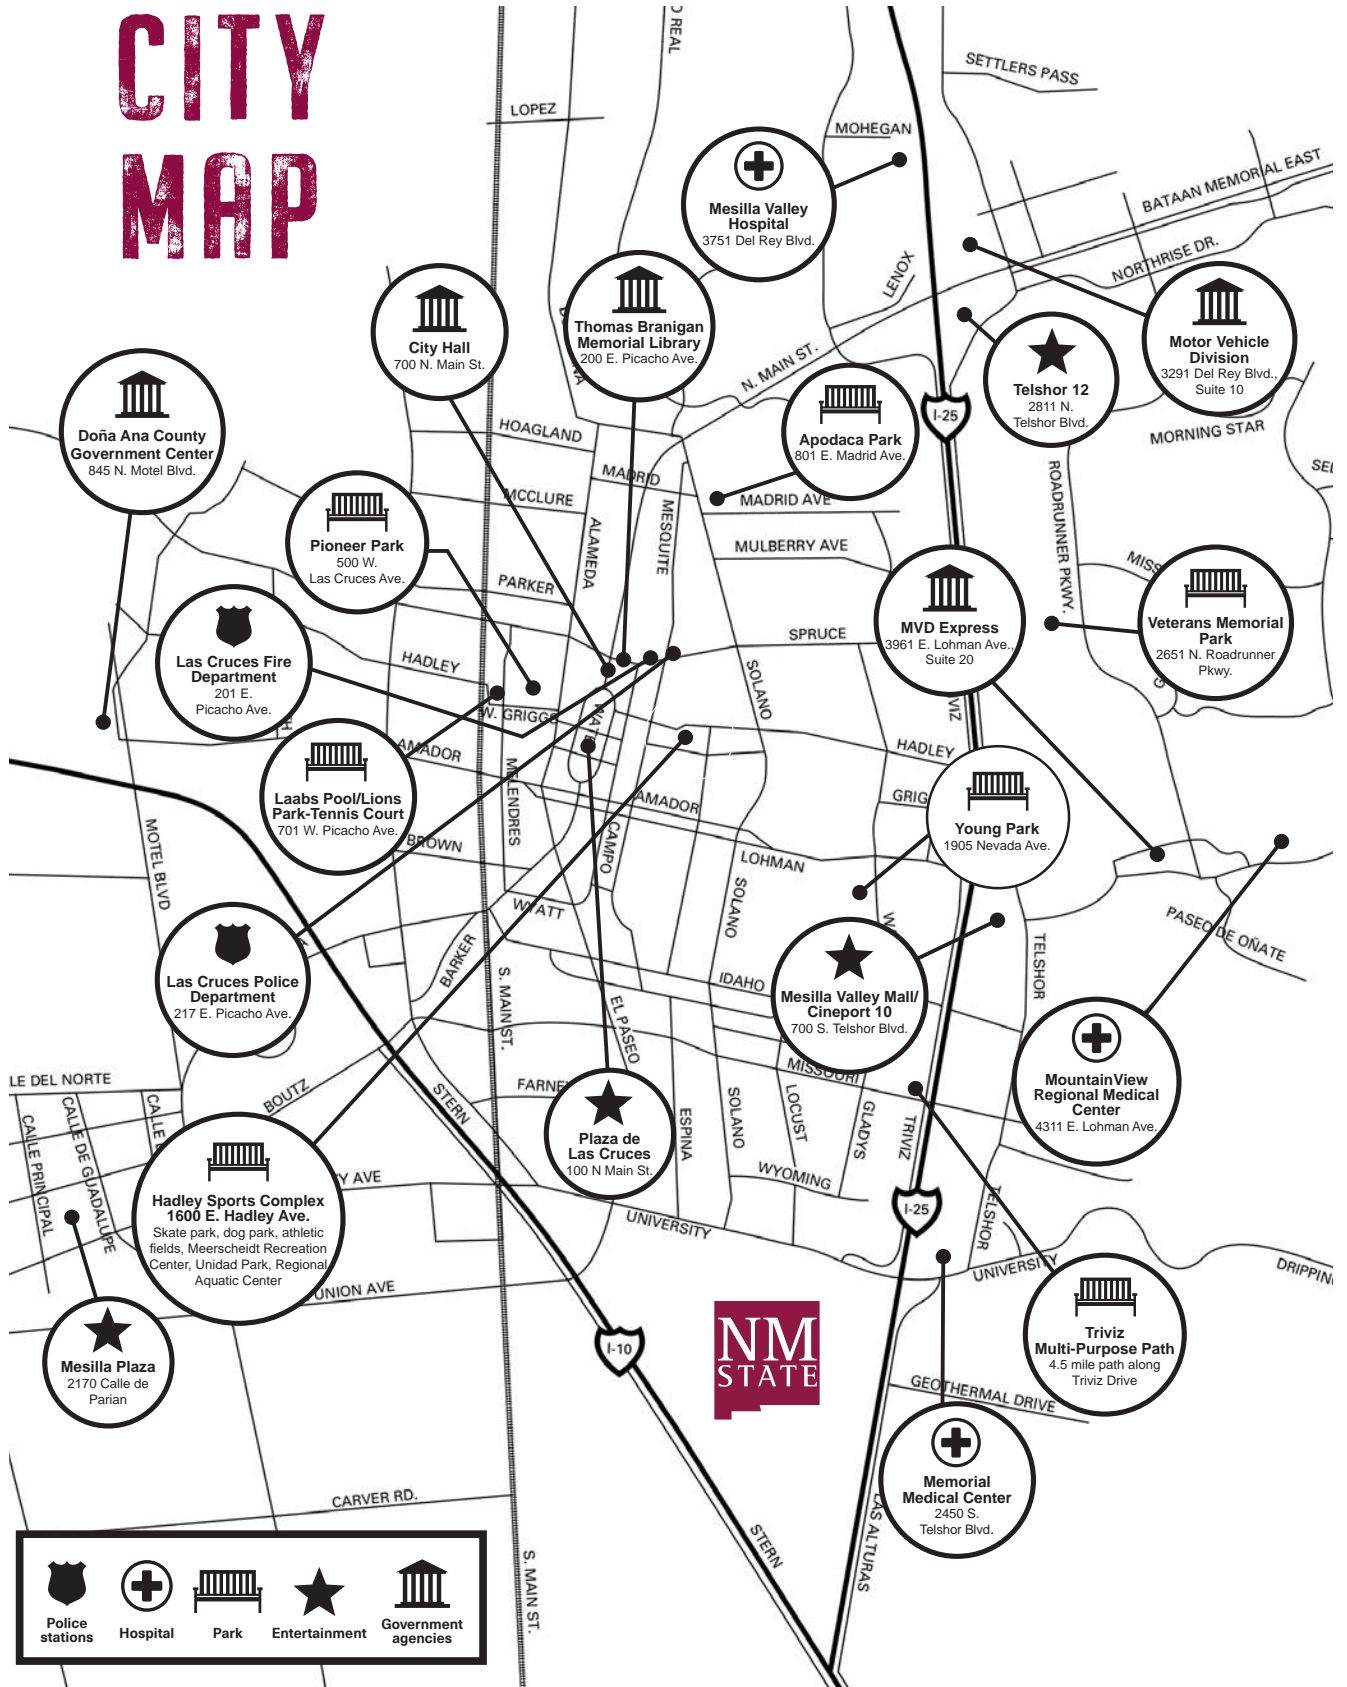 CITY
MAP
O REAL
SETTLERS PASS
LOPEZ
MOHEGAN
BATAAN MEMORIAL EAST
Mesilla Valley
Hospital
3751 Del Rey Blvd.
NORTHRISE DR.
LENOX
City Hall
700 N. Main St.
Thomas Branigan
Memorial Library
200 E. Picacho Ave.
N. MAIN ST.
Motor Vehicle
Division
3291 Del Rey Blvd.,
Suite 10
Telshor 12
2811 N.
Telshor Blvd.
I-25
Doña Ana County
Government Center
845 N. Motel Blvd.
Apodaca Park
801 E. Madrid Ave.
MORNING STAR
HOAGLAND
MADRID
MCCLURE
MADRID AVE
ROADRUNNER PKWY.
SEL
MESQUITE
ALAMEDA
MULBERRY AVE
Pioneer Park
500 W.
Las Cruces Ave.
PARKER
MISS
MVD Express
3961 E. Lohman Ave.,
Suite 20
Veterans Memorial
Park
2651 N. Roadrunner
Pkwy.
SPRUCE
Las Cruces Fire
Department
201 E.
Picacho Ave.
HADLEY
SOLANO
VIZ
W. GRIGGS
WATE
H
AMADOR
HADLEY
GRIG
Laabs Pool/Lions
Park-Tennis Court
701 W. Picacho Ave.
MELENDRES
AMADOR
Young Park
1905 Nevada Ave.
MOTEL BLVD
BROWN
CAMPO
LOHMAN
SOLANO
WYATT
W
PASEO DE OÑATE
TELSHOR
BARKER
S. MAIN ST.
Las Cruces Police
Department
217 E. Picacho Ave.
IDAHO
Mesilla Valley Mall/
Cineport 10
700 S. Telshor Blvd.
EL PASEO
MISSOURI
MountainView
Regional Medical
Center
4311 E. Lohman Ave.
LE DEL NORTE
CALLE PRINCIPAL
CALLE DE GUADALUPE
CALLE
BOUTZ
STERN
FARNE
Plaza de
Las Cruces
100 N Main St.
ESPINA
SOLANO
LOCUST
GLADYS
TRIVIZ
WYOMING
Y AVE
Hadley Sports Complex
1600 E. Hadley Ave.
Skate park, dog park, athletic
fields, Meerscheidt Recreation
Center, Unidad Park, Regional
Aquatic Center
UNIVERSITY
I-25
TELSHOR
UNIVERSITY
DRIPPIN
UNION AVE
Mesilla Plaza
2170 Calle de
Parian
I-10
NM
STATE
Triviz
Multi-Purpose Path
4.5 mile path along
Triviz Drive
GEOTHERMAL DRIVE
Memorial
Medical Center
2450 S.
Telshor Blvd.
CARVER RD.
LAS ALTURAS
STERN
S. MAIN ST.
Police
stations
Hospital
Park
Entertainment
Government
agencies